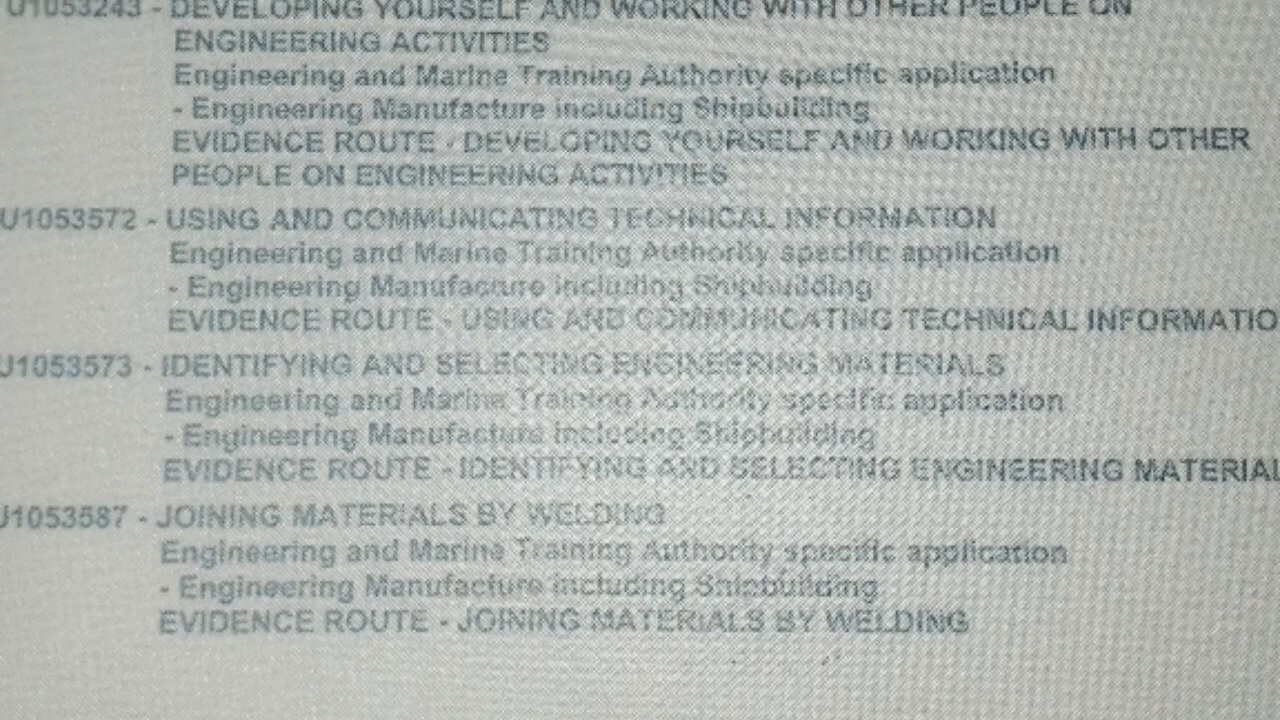 U1053243 - DEVELOPING YOURSELF AND WORKING WITH OTHER PEOPLE ON
ENGINEERING ACTIVITIES
Engineering and Marine Training Authority specific application
- Engineering Manufacture including Shipbuilding
EVIDENCE ROUTE - DEVELOPING YOURSELF AND WORKING WITH OTHER
PEOPLE ON ENGINEERING ACTIVITIES
U1053572 - USING AND COMMUNICATING TECHNICAL INFORMATION
Engineering and Marine Training Authority specific application
- Engineering Manufacture including Shipbuilding
EVIDENCE ROUTE - USING AND COMMUNICATING TECHNICAL INFORMATIO
U1053573 - IDENTIFYING AND SELECTING ENGINEERING MATERIALS
Engineering and Marine Training Authority specific application
- Engineering Manufacture including Shipbuilding
EVIDENCE ROUTE - IDENTIFYING AND SELECTING ENGINEERING MATERIAL
U1053587 - JOINING MATERIALS BY WELDING
Engineering and Marine Training Authority specific application
- Engineering Manufacture including Shipbuilding
EVIDENCE ROUTE - JOINING MATERIALS BY WELDING